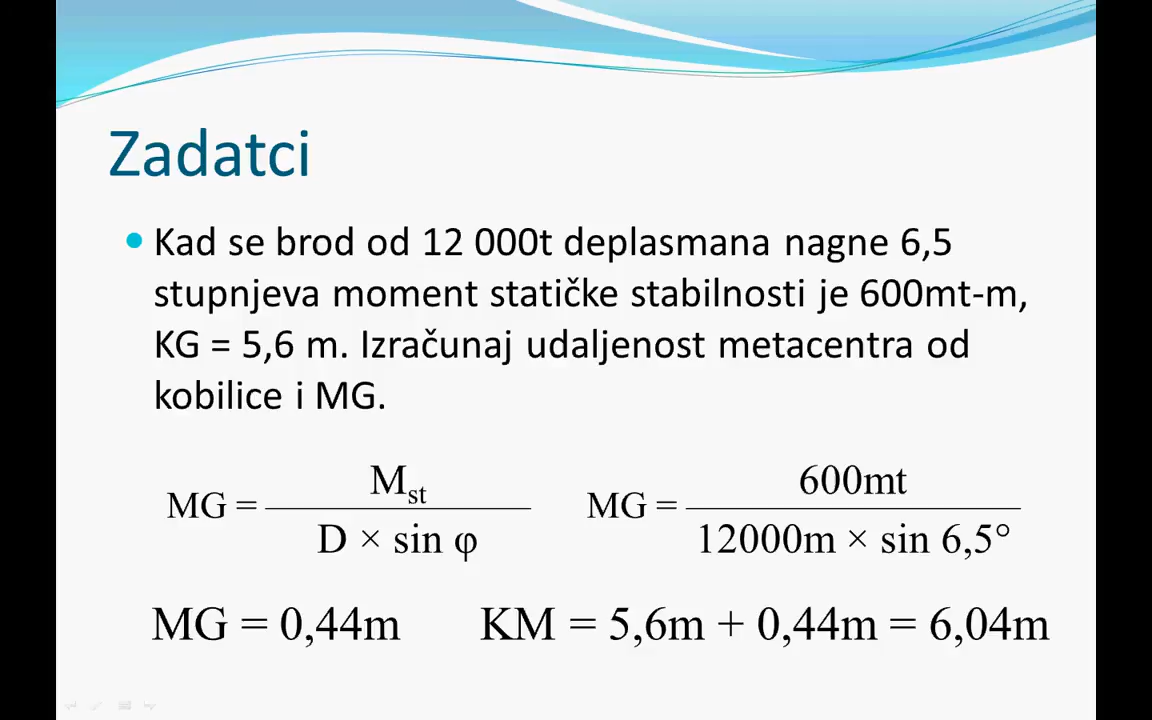 Zadatci
• Kad se brod od 12 000t deplasmana nagne 6,5
stupnjeva moment statičke stabilnosti je 600mt-m,
KG = 5,6 m. Izračunaj udaljenost metacentra od
kobilice i MG.
MG = M_st / D × sin φ
MG = 600mt / 12000m × sin 6,5°
MG = 0,44m KM = 5,6m + 0,44m = 6,04m